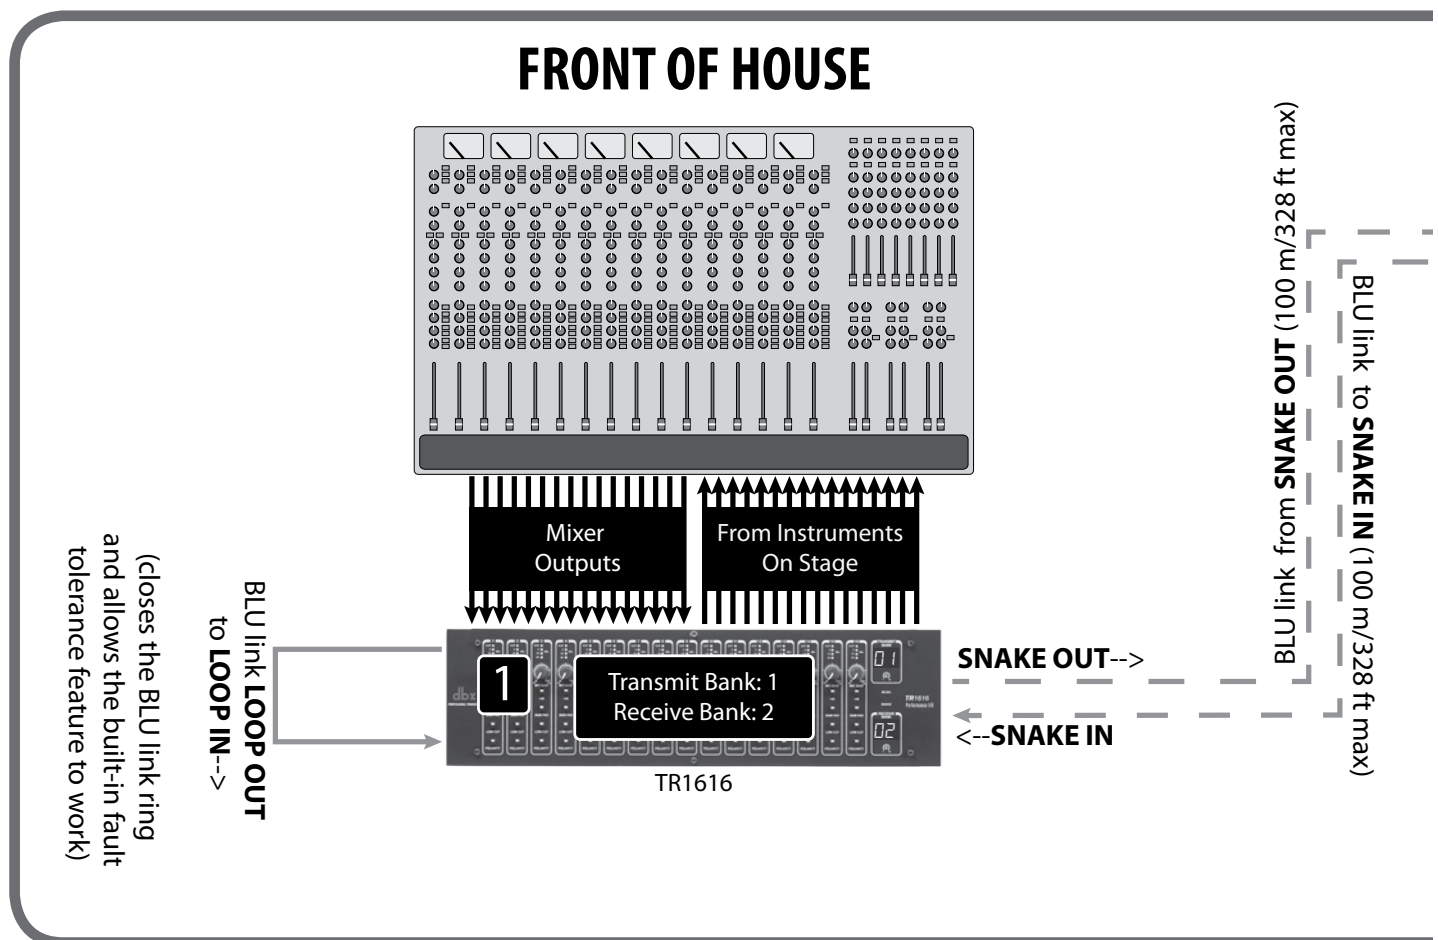 FRONT OF HOUSE
Mixer
Outputs
From Instruments
On Stage
BLU link LOOP OUT
to LOOP IN-->
(closes the BLU link ring
and allows the built-in fault
tolerance feature to work)
dbx
1
Transmit Bank: 1
Receive Bank: 2
01
02
TR1616
TR1616
SNAKE OUT-->
<--SNAKE IN
BLU link from SNAKE OUT (100 m/328 ft max)
BLU link to SNAKE IN (100 m/328 ft max)